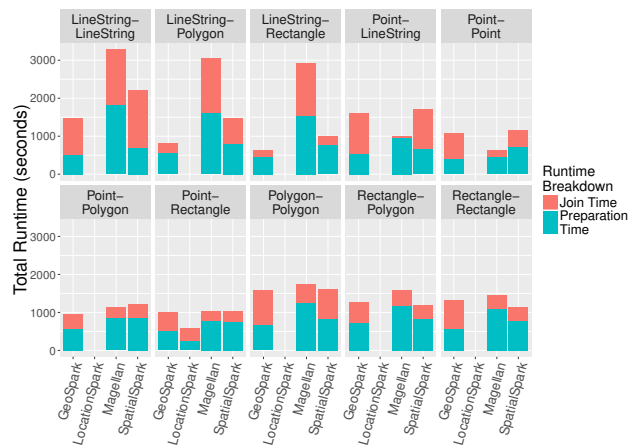 LineString−
LineString
LineString−
Polygon
LineString−
Rectangle
Point−
LineString
Point−
Point
3000
2000
1000
0
Point−
Polygon
Point−
Rectangle
Polygon−
Polygon
Rectangle−
Polygon
Rectangle−
Rectangle
3000
2000
1000
0
Total Runtime (seconds)
GeoSpark
LocationSpark
Magellan
SpatialSpark
GeoSpark
LocationSpark
Magellan
SpatialSpark
GeoSpark
LocationSpark
Magellan
SpatialSpark
GeoSpark
LocationSpark
Magellan
SpatialSpark
GeoSpark
LocationSpark
Magellan
SpatialSpark
Runtime
Breakdown
Join Time
Preparation
Time